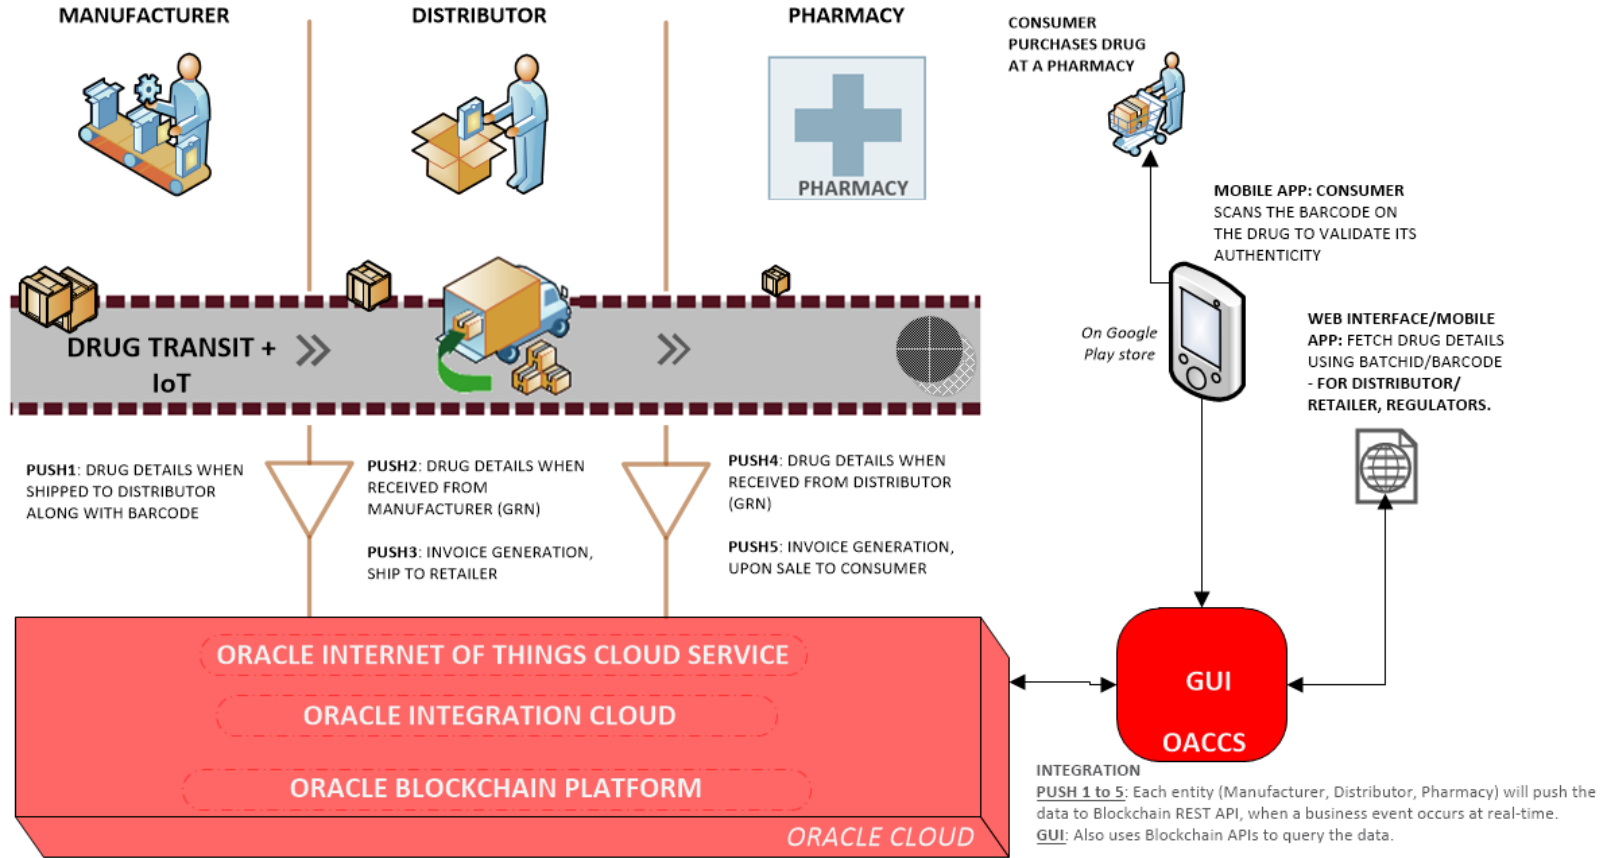 MANUFACTURER
DISTRIBUTOR
PHARMACY
PHARMACY
CONSUMER
PURCHASES DRUG
AT A PHARMACY
MOBILE APP: CONSUMER
SCANS THE BARCODE ON
THE DRUG TO VALIDATE ITS
AUTHENTICITY
On Google
Play store
WEB INTERFACE/MOBILE
APP: FETCH DRUG DETAILS
USING BATCHID/BARCODE
- FOR DISTRIBUTOR/
RETAILER, REGULATORS.
DRUG TRANSIT +
IoT
PUSH1: DRUG DETAILS WHEN
SHIPPED TO DISTRIBUTOR
ALONG WITH BARCODE
PUSH2: DRUG DETAILS WHEN
RECEIVED FROM
MANUFACTURER (GRN)
PUSH3: INVOICE GENERATION,
SHIP TO RETAILER
PUSH4: DRUG DETAILS WHEN
RECEIVED FROM DISTRIBUTOR
(GRN)
PUSH5: INVOICE GENERATION,
UPON SALE TO CONSUMER
ORACLE INTERNET OF THINGS CLOUD SERVICE
ORACLE INTEGRATION CLOUD
ORACLE BLOCKCHAIN PLATFORM
ORACLE CLOUD
GUI
OACCS
INTEGRATION
PUSH 1 to 5: Each entity (Manufacturer, Distributor, Pharmacy) will push the
data to Blockchain REST API, when a business event occurs at real-time.
GUI: Also uses Blockchain APIs to query the data.